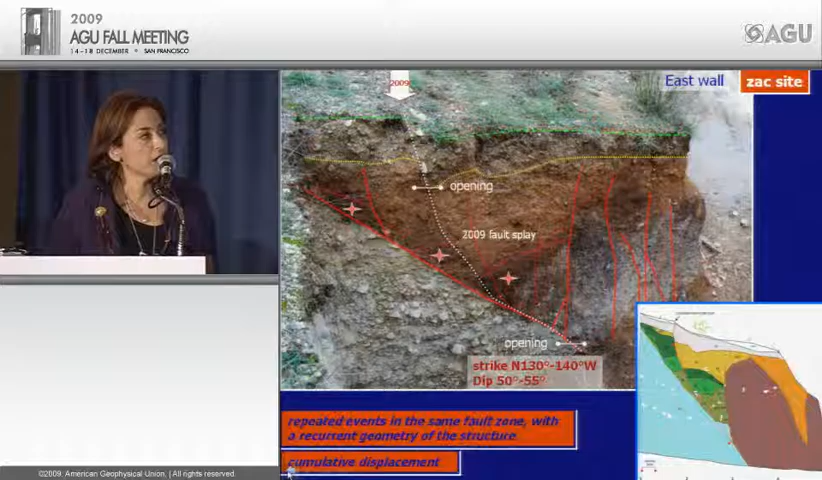 2009
AGU FALL MEETING
14-18 DECEMBER • SAN FRANCISCO
AGU
2009
East wall
zac site
opening
2009 fault splay
opening
strike N130°-140°W
Dip 50°-55°
repeated events in the same fault zone, with
a recurrent geometry of the structure
cumulative displacement
©2009. American Geophysical Union. | All rights reserved.